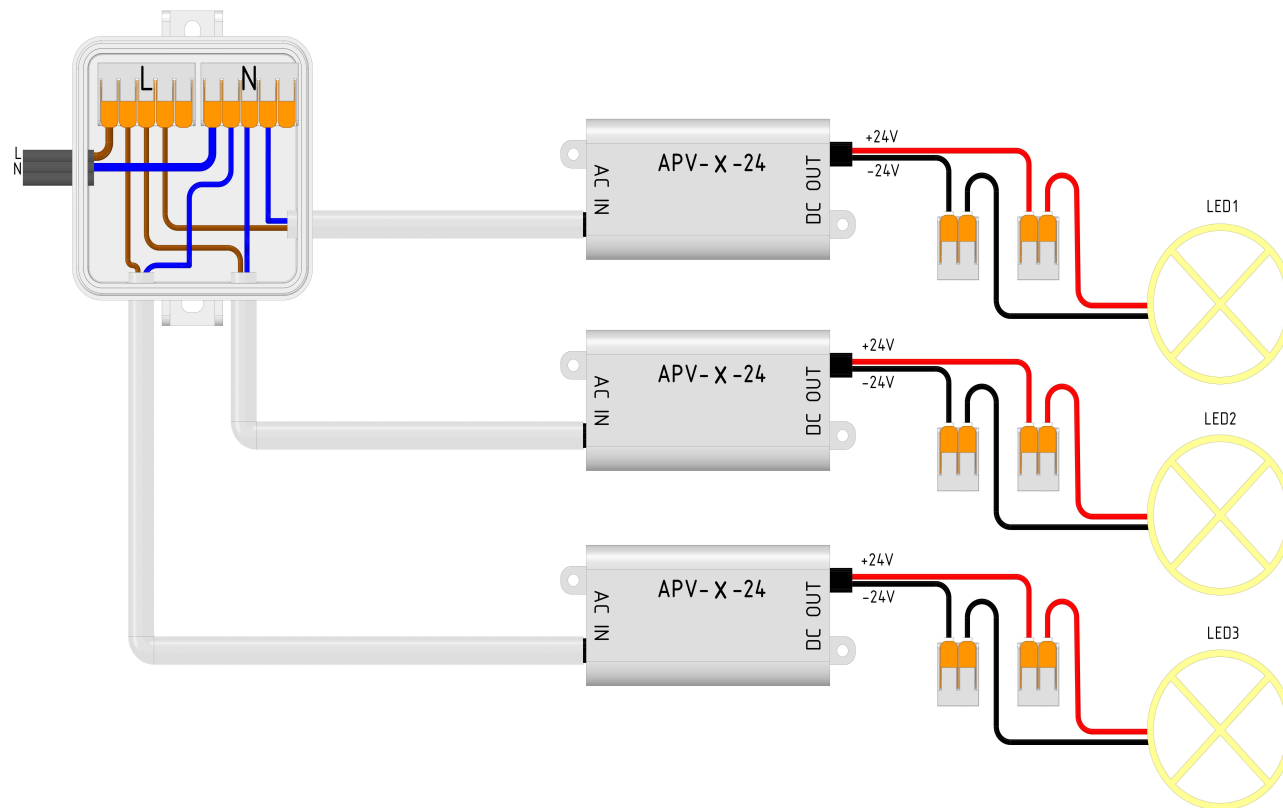 L N
L
N
APV-X-24
AC IN
DC OUT
+24V
-24V
LED1
APV-X-24
AC IN
DC OUT
+24V
-24V
LED2
APV-X-24
AC IN
DC OUT
+24V
-24V
LED3